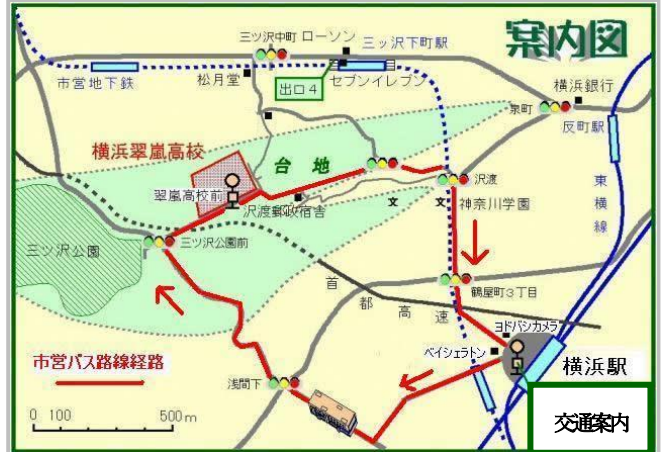 三ツ沢中町 ローソン
三ッ沢下町駅
案内図
市営地下鉄
松月堂
出口4
セブンイレブン
横浜銀行
泉町
反町駅
横浜翠嵐高校
台地
翠嵐高校前
沢渡郵政宿舎
文
文
沢渡
神奈川学園
東横線
三ツ沢公園
三ツ沢公園前
首都高速
鶴屋町3丁目
ヨドバシカメラ
ベイシェラトン
横浜駅
市営バス路線経路
浅間下
0 100 500m
交通案内